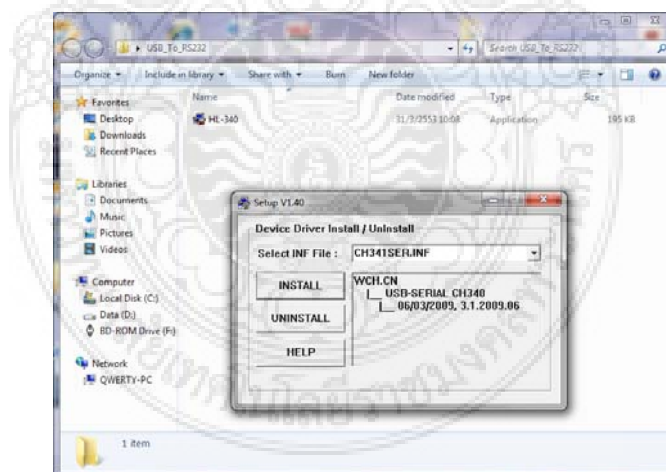 USB_To_RS232
Search USB_To_RS232
Organize
Include in library
Share with
Burn
New folder
Name
Date modified
Type
Size
HL-340
31/3/2553 10:08
Application
195 KB
Favorites
Desktop
Downloads
Recent Places
Libraries
Documents
Music
Pictures
Videos
Computer
Local Disk (C:)
Data (D:)
BD-ROM Drive (F:)
Network
QWERTY-PC
Setup V1.40
Device Driver Install / Uninstall
Select INF File :
CH341SER.INF
INSTALL
UNINSTALL
HELP
WCH.CN
|__ USB-SERIAL CH340
|__ 06/03/2009, 3.1.2009.06
1 item